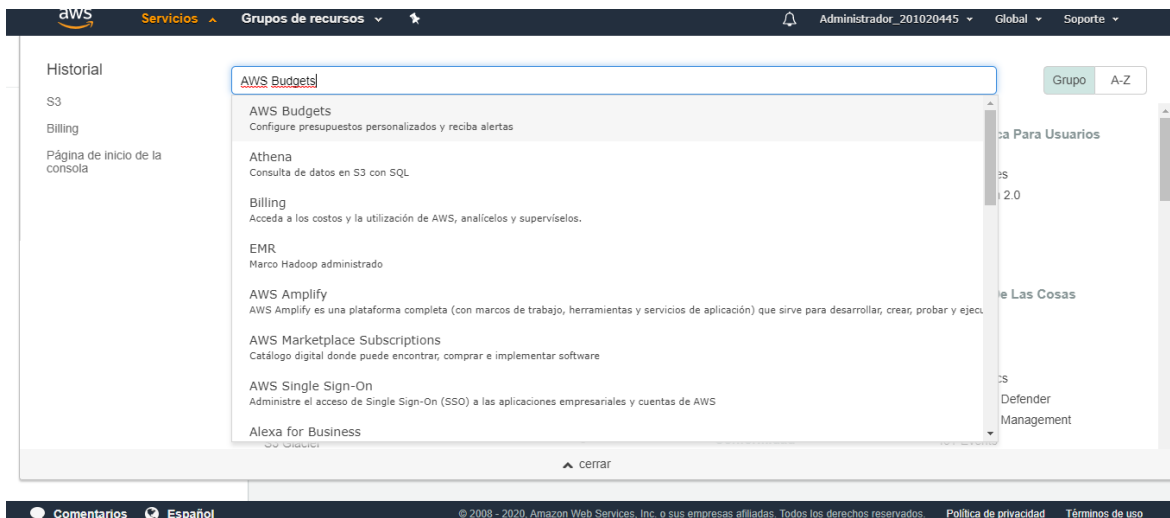 aws
Servicios
Grupos de recursos
Administrador_201020445
Global
Soporte
Historial
S3
Billing
Página de inicio de la
consola
AWS Budgets
Grupo
A-Z
AWS Budgets
Configure presupuestos personalizados y reciba alertas
Athena
Consulta de datos en S3 con SQL
Billing
Acceda a los costos y la utilización de AWS, analícelos y supervíselos.
EMR
Marco Hadoop administrado
AWS Amplify
AWS Amplify es una plataforma completa (con marcos de trabajo, herramientas y servicios de aplicación) que sirve para desarrollar, crear, probar y ejecu
AWS Marketplace Subscriptions
Catálogo digital donde puede encontrar, comprar e implementar software
AWS Single Sign-On
Administre el acceso de Single Sign-On (SSO) a las aplicaciones empresariales y cuentas de AWS
Alexa for Business
Para Usuarios
2.0
De Las Cosas
Defender
Management
cerrar
Comentarios
Español
© 2008 - 2020, Amazon Web Services, Inc. o sus empresas afiliadas. Todos los derechos reservados.
Política de privacidad
Términos de uso